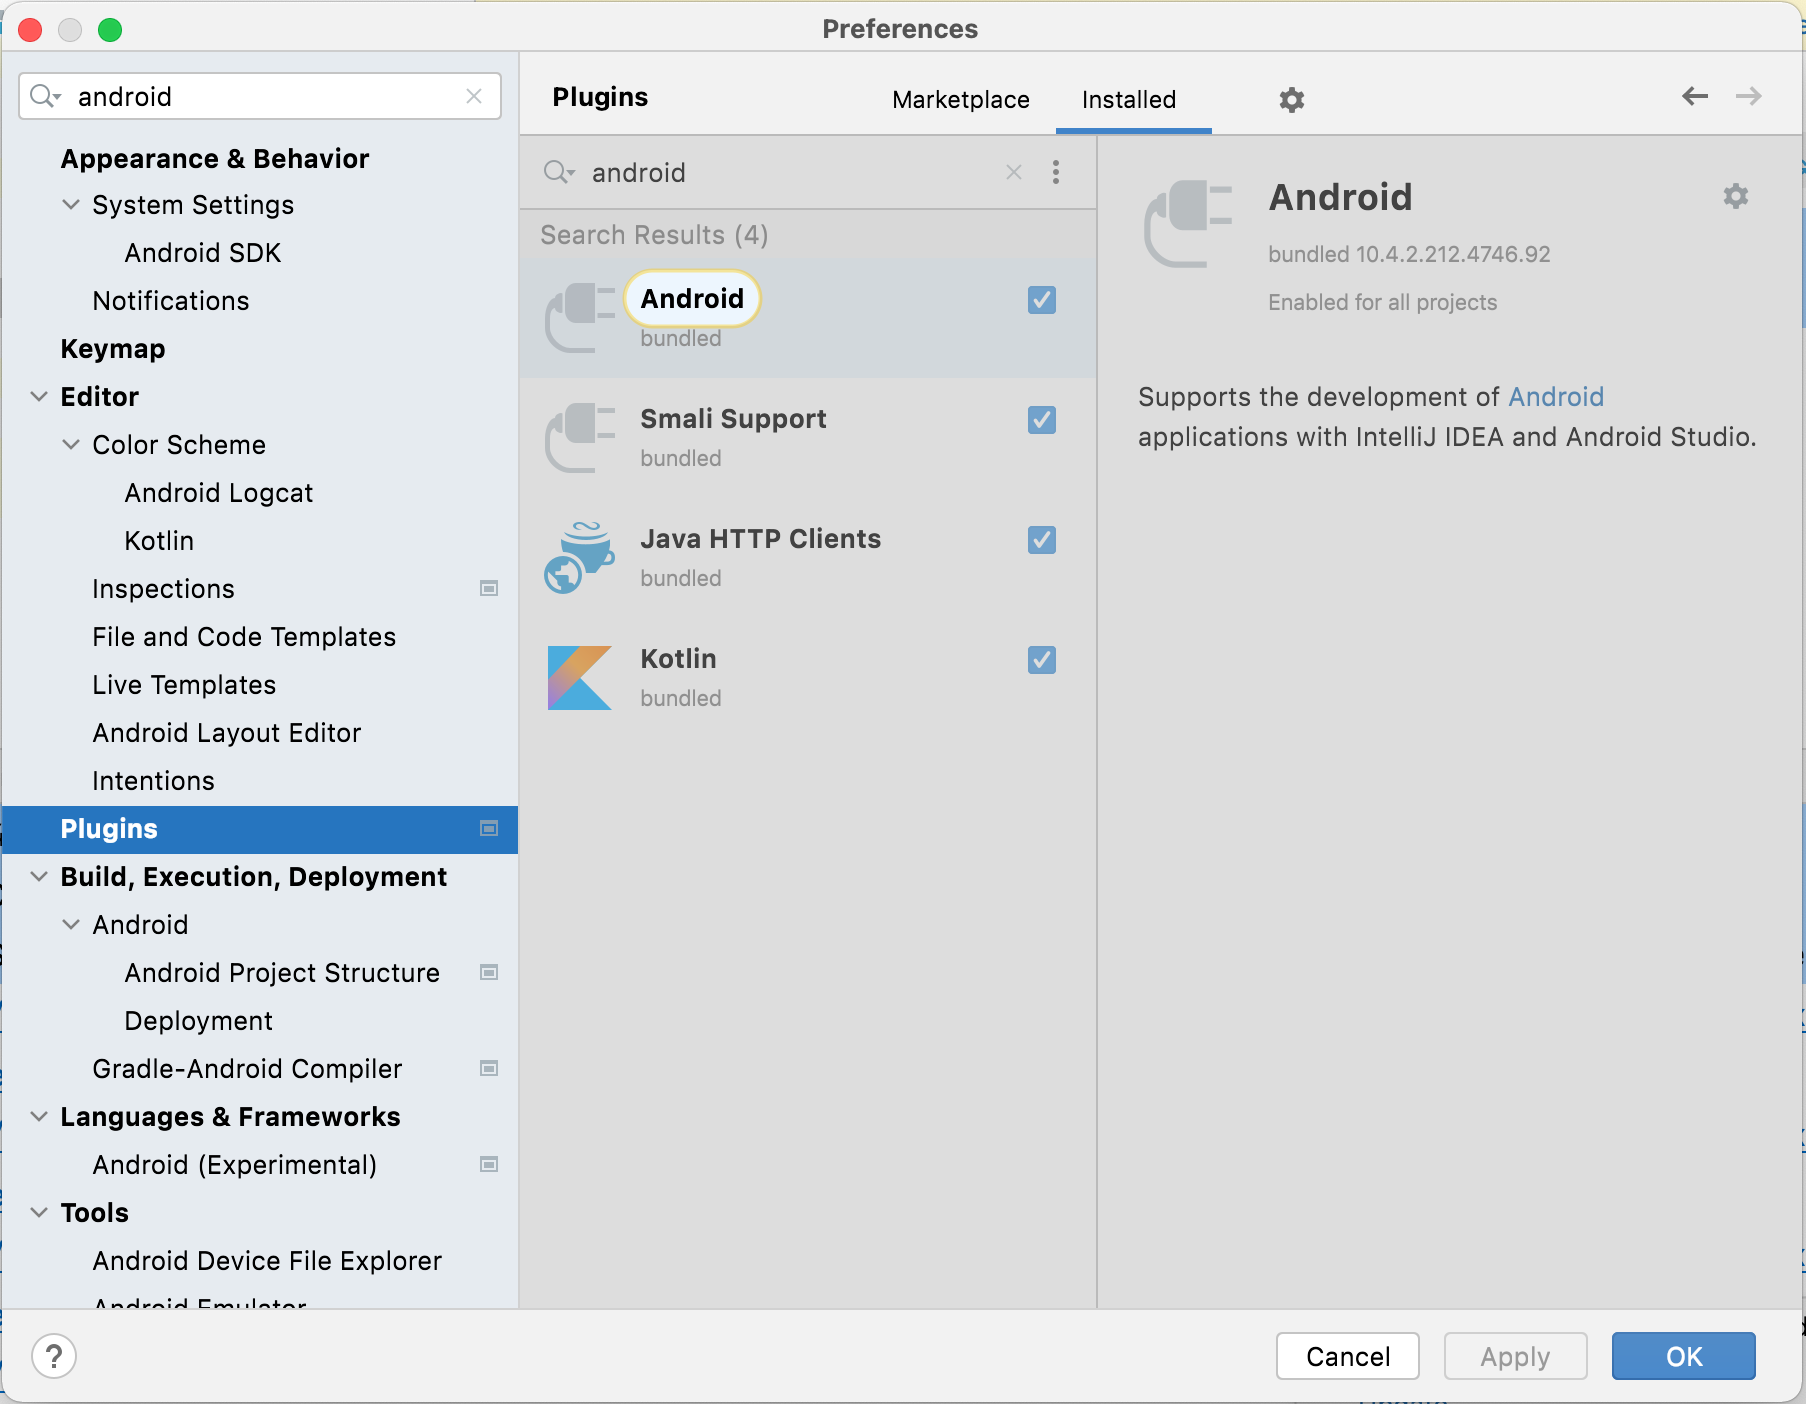 Preferences
android
Appearance & Behavior
System Settings
Android SDK
Notifications
Keymap
Editor
Color Scheme
Android Logcat
Kotlin
Inspections
File and Code Templates
Live Templates
Android Layout Editor
Intentions
Plugins
Build, Execution, Deployment
Android
Android Project Structure
Deployment
Gradle-Android Compiler
Languages & Frameworks
Android (Experimental)
Tools
Android Device File Explorer
Android Emulator
Plugins
Marketplace
Installed
android
Search Results (4)
Android
bundled
Smali Support
bundled
Java HTTP Clients
bundled
Kotlin
bundled
Android
bundled 10.4.2.212.4746.92
Enabled for all projects
Supports the development of Android
applications with IntelliJ IDEA and Android Studio.
?
Cancel
Apply
OK